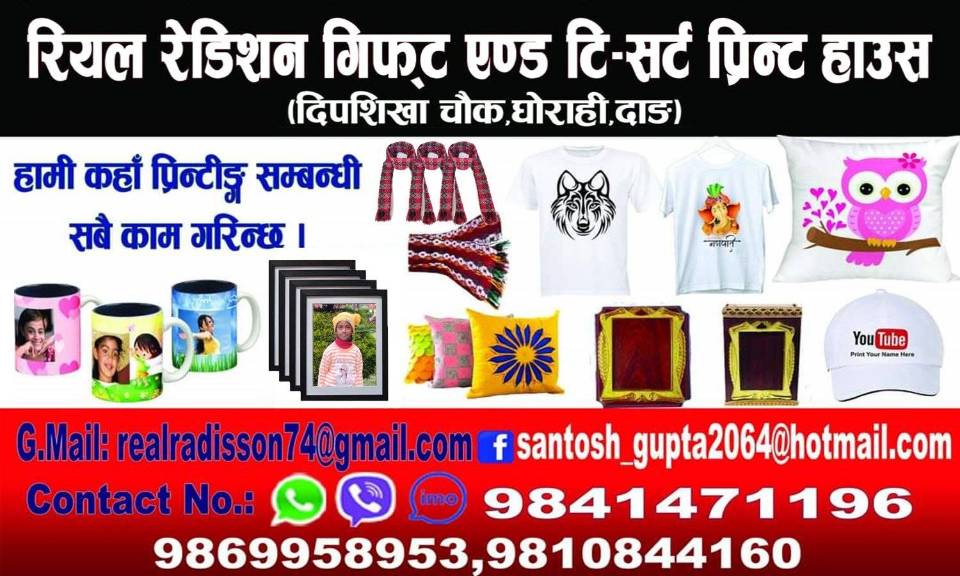 रियल रेडिशन गिफ्ट एण्ड टि-सर्ट प्रिन्ट हाउस
(दिपशिखा चौक,घोराही,दाङ)
हामी कहाँ प्रिन्टीङ्ग सम्बन्धी
सबै काम गरिन्छ ।
गणपति
YouTube
Print Your Name Here
G.Mail: realradisson74@gmail.com f santosh_gupta2064@hotmail.com
Contact No.: imo 9841471196
9869958953,9810844160